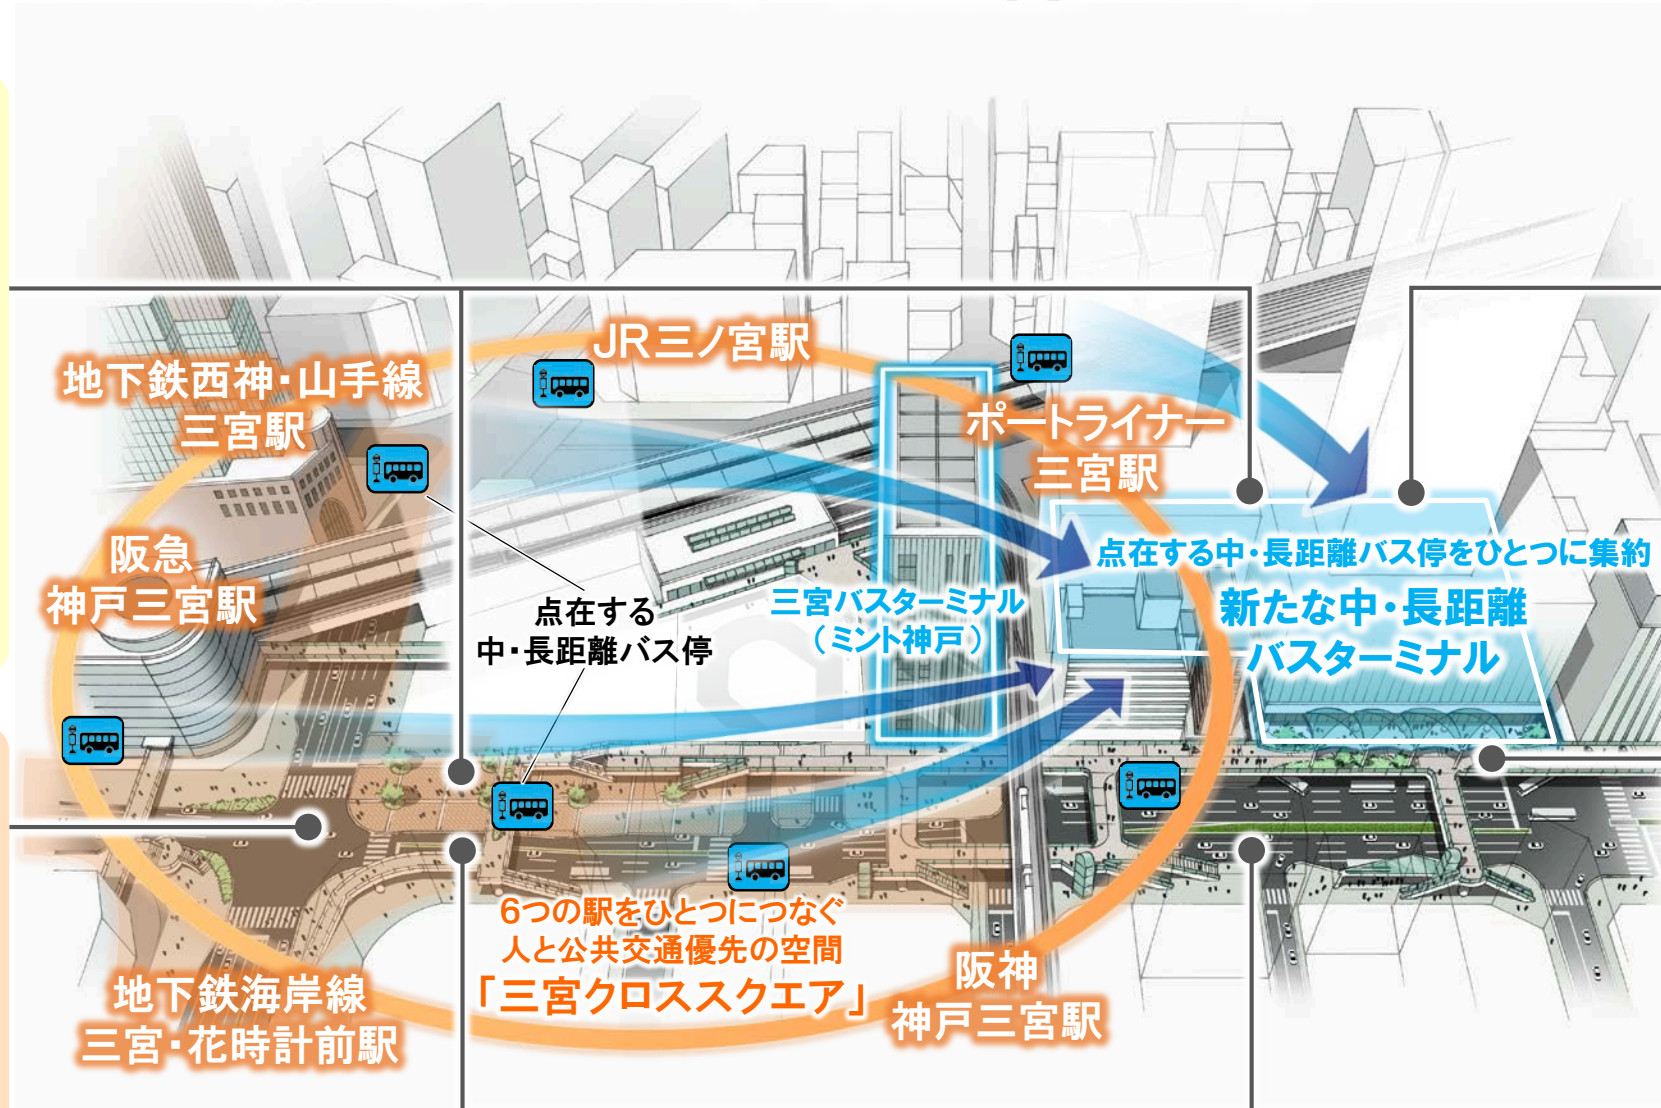 JR三ノ宮駅
地下鉄西神・山手線
三宮駅
ポートライナー
三宮駅
阪急
神戸三宮駅
点在する
中・長距離バス停
三宮バスターミナル
(ミント神戸)
点在する中・長距離バス停をひとつに集約
新たな中・長距離
バスターミナル
6つの駅をひとつにつなぐ
人と公共交通優先の空間
「三宮クロススクエア」
阪神
神戸三宮駅
地下鉄海岸線
三宮・花時計前駅